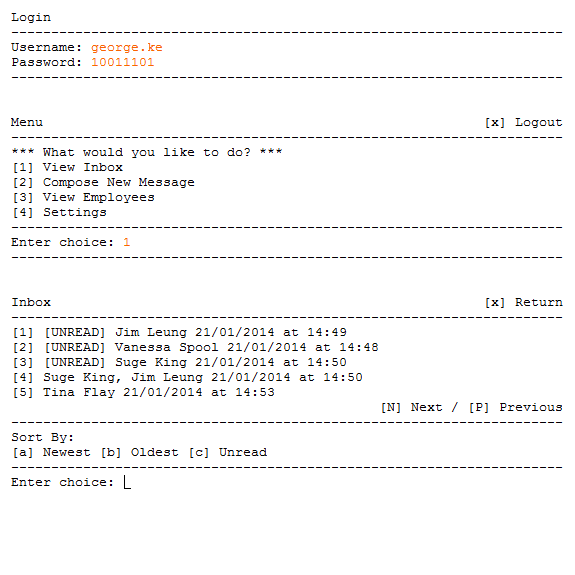 Login
---------------------------------------------------------------------
Username: george.ke
Password: 10011101
---------------------------------------------------------------------
Menu [x] Logout
---------------------------------------------------------------------
*** What would you like to do? ***
[1] View Inbox
[2] Compose New Message
[3] View Employees
[4] Settings
---------------------------------------------------------------------
Enter choice: 1
---------------------------------------------------------------------
Inbox [x] Return
---------------------------------------------------------------------
[1] [UNREAD] Jim Leung 21/01/2014 at 14:49
[2] [UNREAD] Vanessa Spool 21/01/2014 at 14:48
[3] [UNREAD] Suge King 21/01/2014 at 14:50
[4] Suge King, Jim Leung 21/01/2014 at 14:50
[5] Tina Flay 21/01/2014 at 14:53
[N] Next / [P] Previous
---------------------------------------------------------------------
Sort By:
[a] Newest [b] Oldest [c] Unread
---------------------------------------------------------------------
Enter choice: